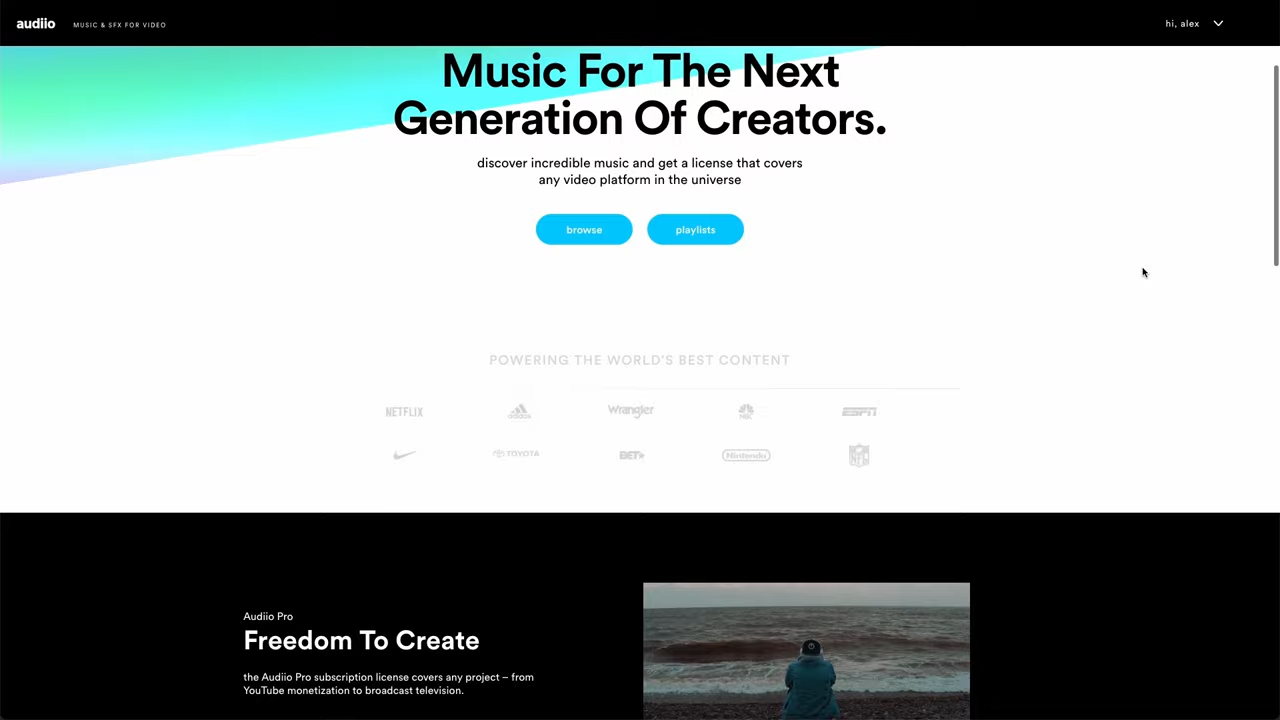 audiio MUSIC & SFX FOR VIDEO hi, alex
Music For The Next
Generation Of Creators.
discover incredible music and get a license that covers
any video platform in the universe
browse playlists
POWERING THE WORLD'S BEST CONTENT
NETFLIX adidas Wrangler NBC ESPN
TOYOTA BET Nintendo NFL
Audiio Pro
Freedom To Create
the Audiio Pro subscription license covers any project – from
YouTube monetization to broadcast television.